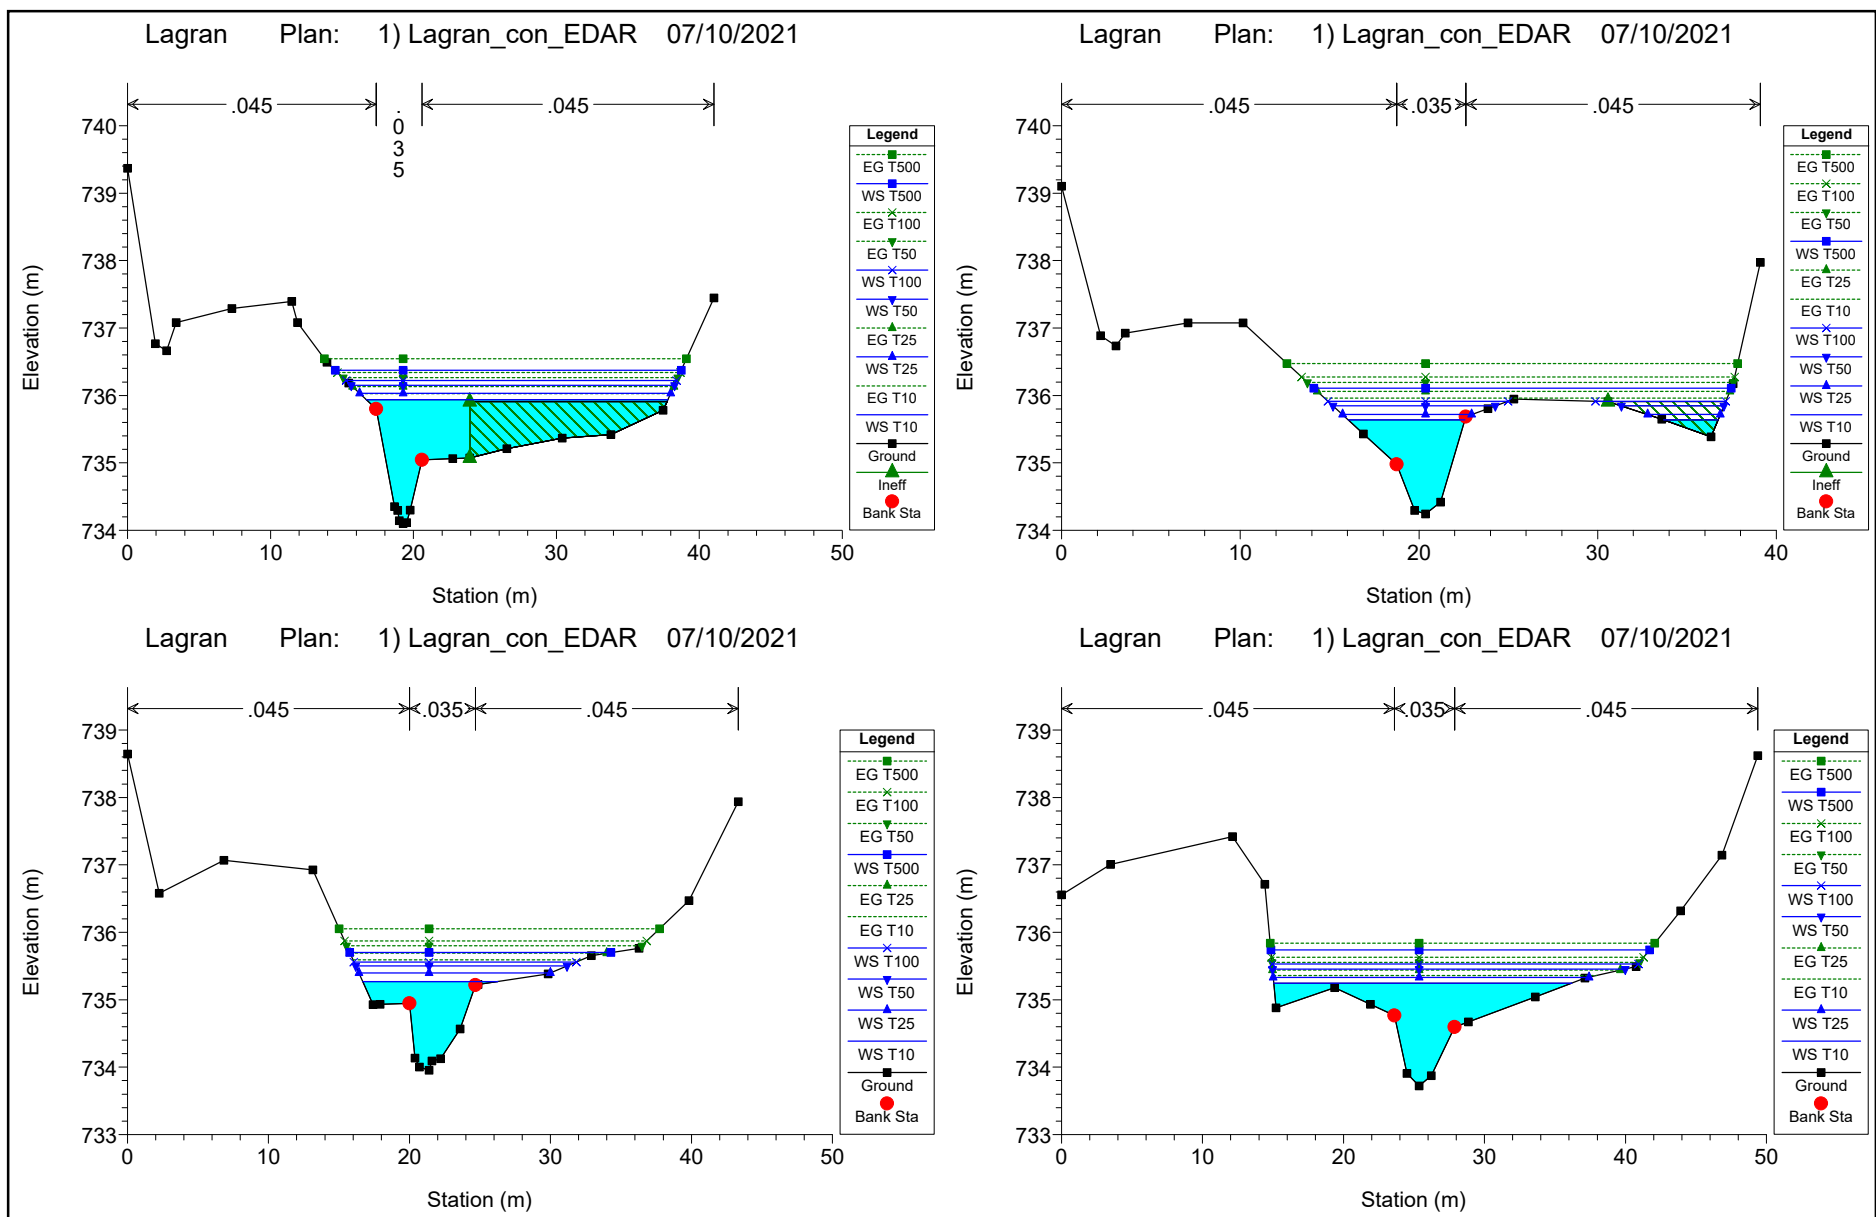 Lagran Plan: 1) Lagran_con_EDAR 07/10/2021
.045
.035
.045
Elevation (m)
740
739
738
737
736
735
734
0 10 20 30 40 50
Station (m)
Legend
EG T500
WS T500
EG T100
EG T50
WS T100
WS T50
EG T25
WS T25
EG T10
WS T10
Ground
Ineff
Bank Sta
Lagran Plan: 1) Lagran_con_EDAR 07/10/2021
.045 .035 .045
Elevation (m)
740
739
738
737
736
735
734
0 10 20 30 40
Station (m)
Legend
EG T500
EG T100
EG T50
WS T500
EG T25
EG T10
WS T100
WS T50
WS T25
WS T10
Ground
Ineff
Bank Sta
Lagran Plan: 1) Lagran_con_EDAR 07/10/2021
.045 .035 .045
Elevation (m)
739
738
737
736
735
734
733
0 10 20 30 40 50
Station (m)
Legend
EG T500
EG T100
EG T50
WS T500
EG T25
EG T10
WS T100
WS T50
WS T25
WS T10
Ground
Bank Sta
Lagran Plan: 1) Lagran_con_EDAR 07/10/2021
.045 .035 .045
Elevation (m)
739
738
737
736
735
734
733
0 10 20 30 40 50
Station (m)
Legend
EG T500
WS T500
EG T100
EG T50
WS T100
WS T50
EG T25
EG T10
WS T25
WS T10
Ground
Bank Sta